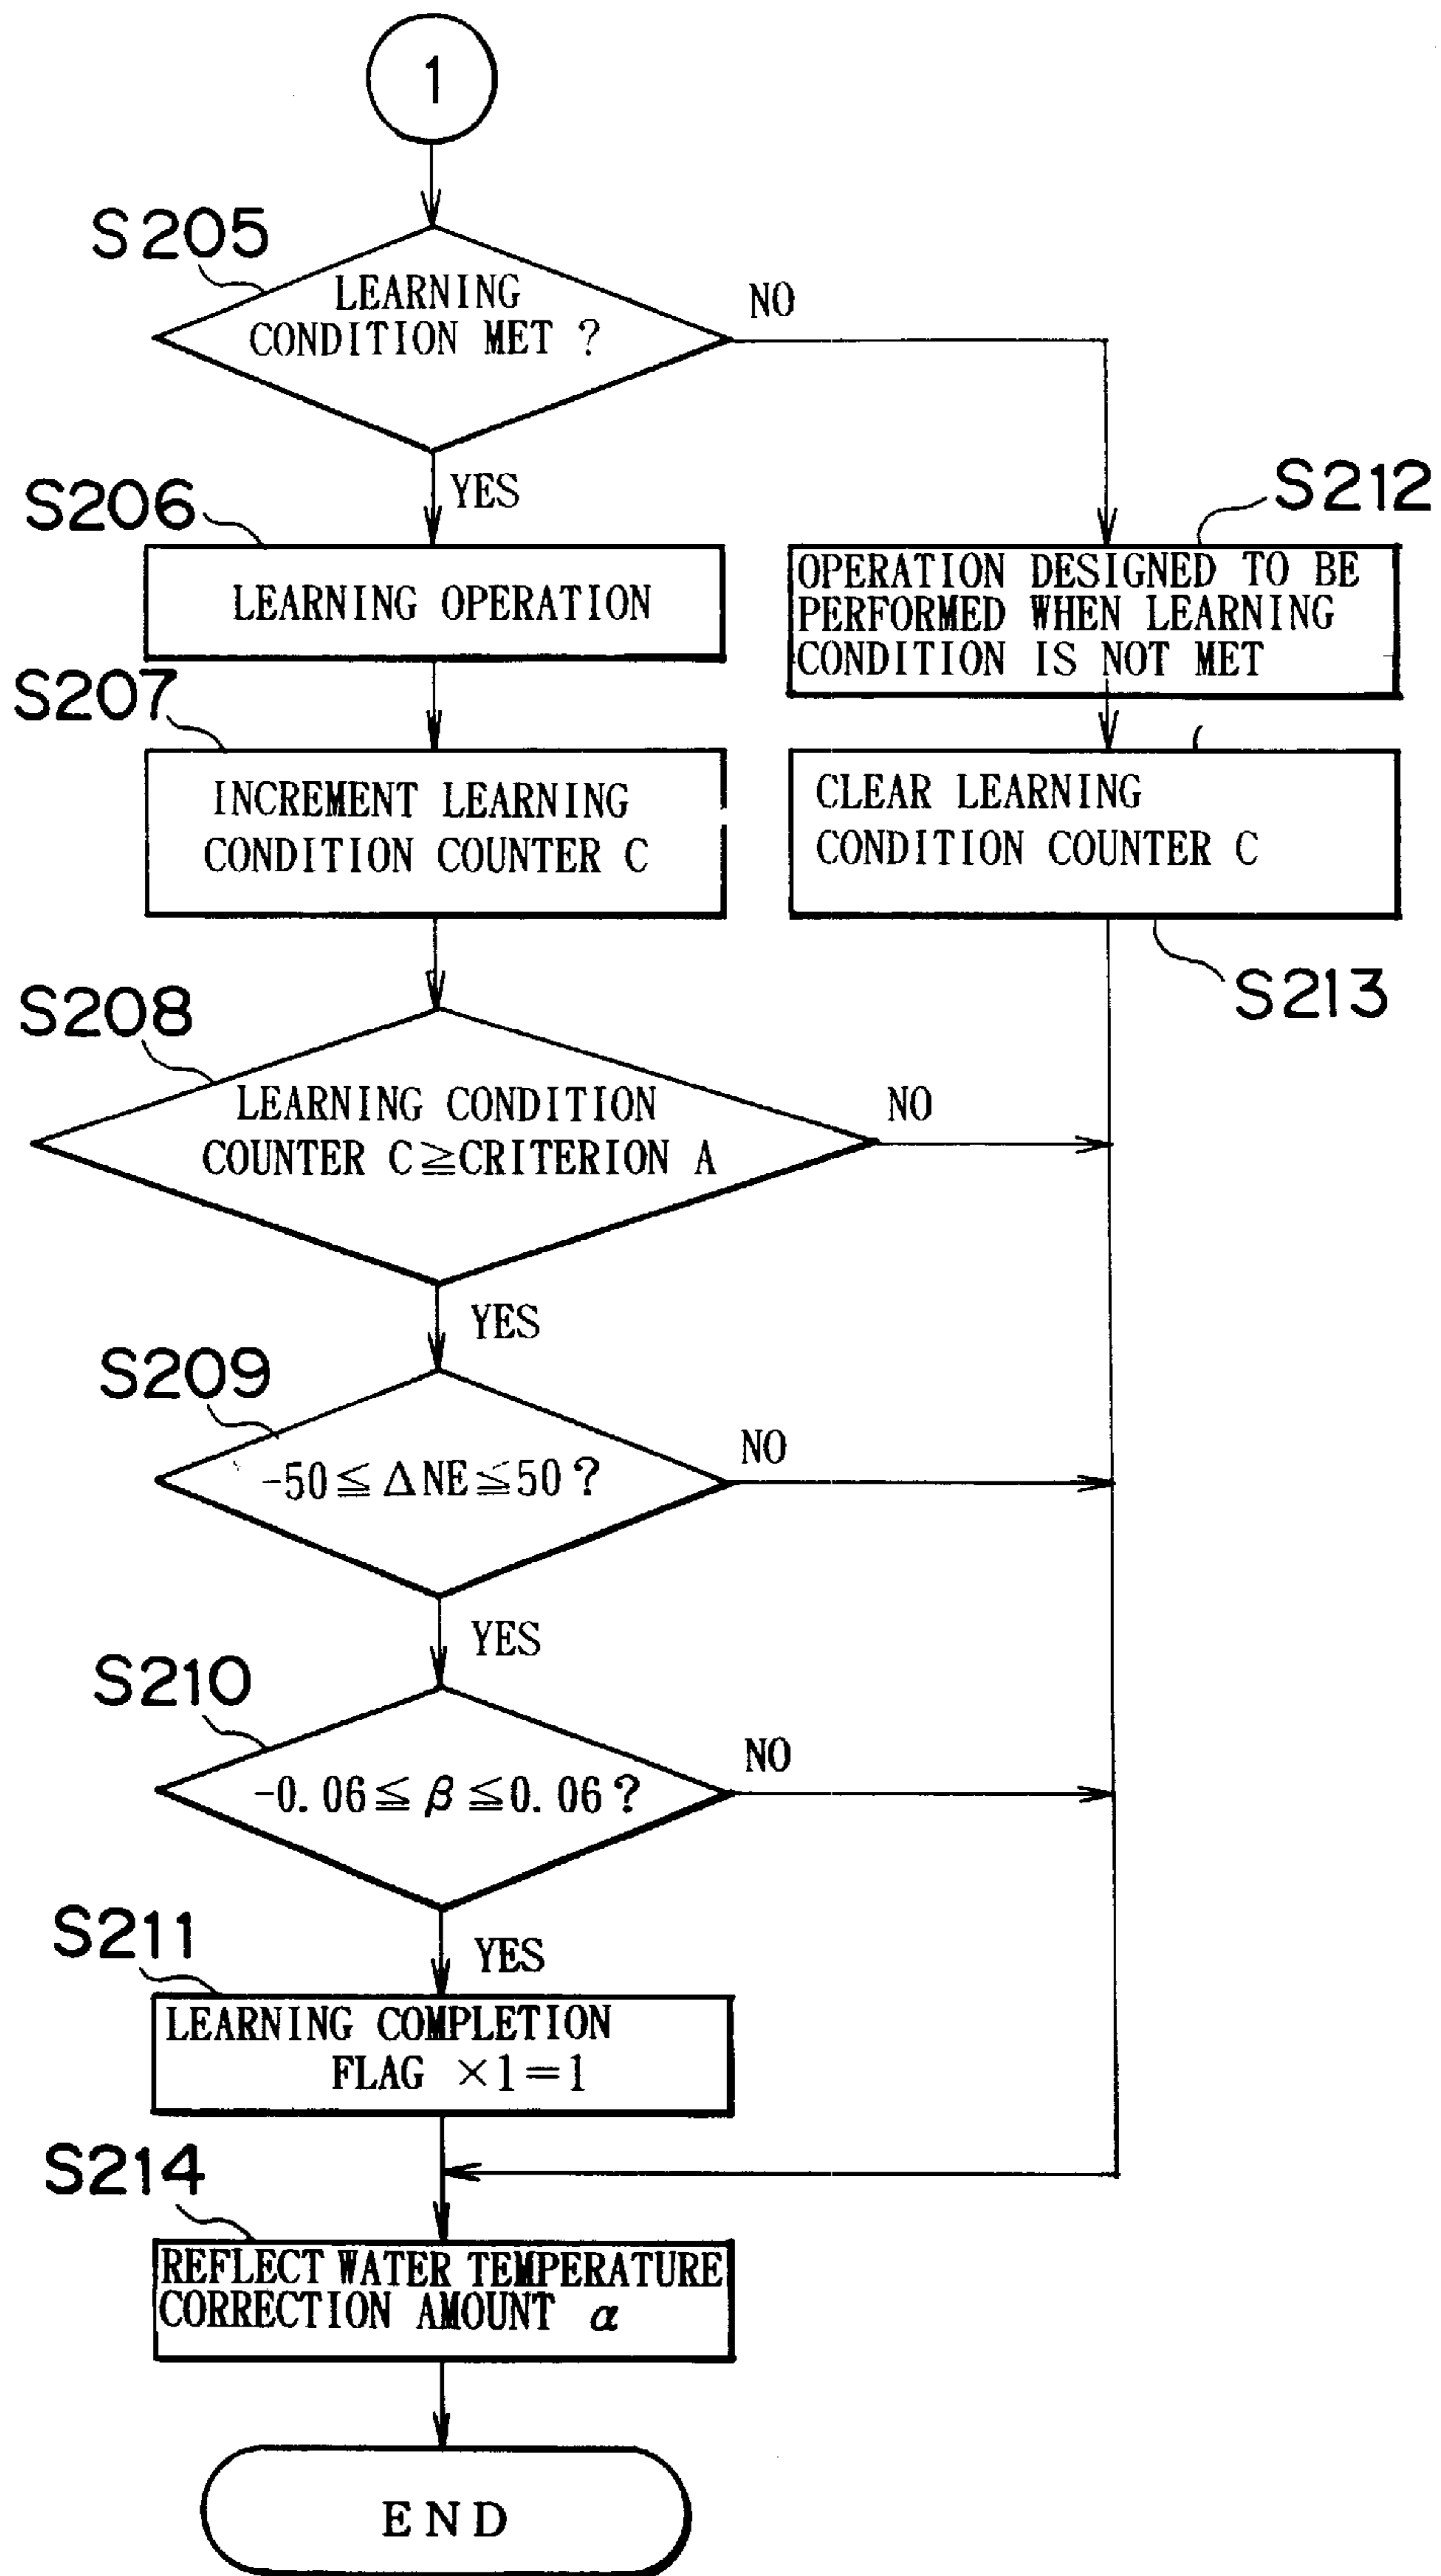 1
S205
LEARNING
CONDITION MET ?
NO
YES
S206
LEARNING OPERATION
S212
OPERATION DESIGNED TO BE
PERFORMED WHEN LEARNING
CONDITION IS NOT MET
S207
INCREMENT LEARNING
CONDITION COUNTER C
CLEAR LEARNING
CONDITION COUNTER C
S213
S208
LEARNING CONDITION
COUNTER C≧CRITERION A
NO
YES
S209
-50≦ΔNE≦50?
NO
YES
S210
-0.06≦β≦0.06?
NO
YES
S211
LEARNING COMPLETION
FLAG ×1=1
S214
REFLECT WATER TEMPERATURE
CORRECTION AMOUNT α
END